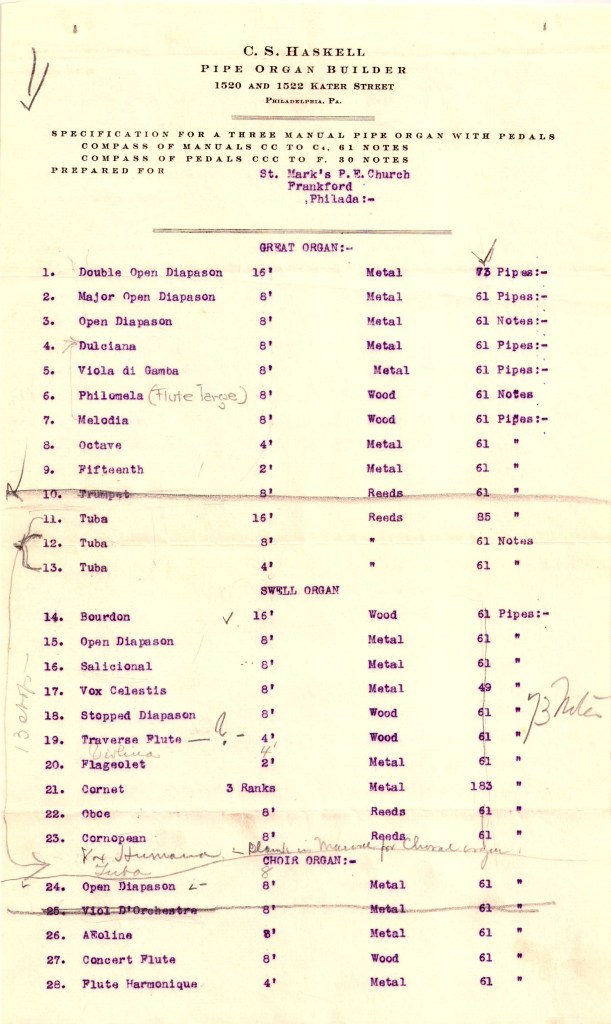 C. S. HASKELL
PIPE ORGAN BUILDER
1520 AND 1522 KATER STREET
PHILADELPHIA, PA.
SPECIFICATION FOR A THREE MANUAL PIPE ORGAN WITH PEDALS
COMPASS OF MANUALS CC TO C4, 61 NOTES
COMPASS OF PEDALS CCC TO F. 30 NOTES
PREPARED FOR St. Mark's P.E.Church
Frankford
,Philada:-
GREAT ORGAN:-
1. Double Open Diapason 16' Metal 73 Pipes:-
2. Major Open Diapason 8' Metal 61 Pipes:-
3. Open Diapason 8' Metal 61 Notes:-
4. Dulciana 8' Metal 61 Pipes:-
5. Viola di Gamba 8' Metal 61 Pipes:-
6. Philomela (Flute large) 8' Wood 61 Notes
7. Melodia 8' Wood 61 Pipes:-
8. Octave 4' Metal 61 "
9. Fifteenth 2' Metal 61 "
10. Trumpet 8' Reeds 61 "
11. Tuba 16' Reeds 85 "
12. Tuba 8' " 61 Notes
13. Tuba 4' " 61 "
SWELL ORGAN
14. Bourdon 16' Wood 61 Pipes:-
15. Open Diapason 8' Metal 61 "
16. Salicional 8' Metal 61 "
17. Vox Celestis 8' Metal 49 "
18. Stopped Diapason 8' Wood 61 "
73 Notes
19. Traverse Flute — ? - 4' Wood 61 "
4'
20. Flageolet 2' Metal 61 "
21. Cornet 3 Ranks Metal 183 "
22. Oboe 8' Reeds 61 "
23. Cornopean 8' Reeds 61 "
Vox Humana - Blank in Manual for Choral organ.
Tuba 8
CHOIR ORGAN:-
24. Open Diapason 8' Metal 61 "
25. Viol D'Orchestre 8' Metal 61 "
26. AEoline 8' Metal 61 "
27. Concert Flute 8' Wood 61 "
28. Flute Harmonique 4' Metal 61 "